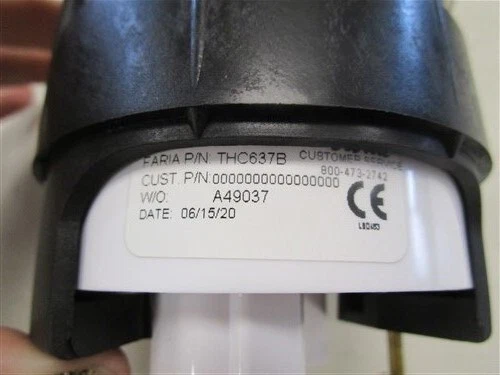 FARIA P/N: THC637B
CUSTOMER SERVICE
800-473-2742
CUST. P/N:0000000000000000
W/O: A49037
DATE: 06/15/20
CE